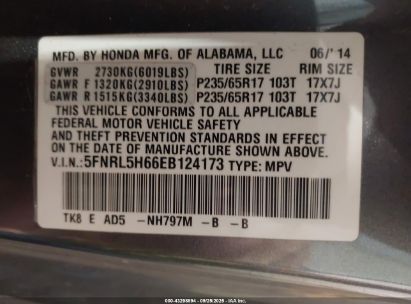 MFD. BY HONDA MFG. OF ALABAMA, LLC 06/ 14
GVWR 2730KG(6019LBS) TIRE SIZE RIM SIZE
GAWR F 1320KG(2910LBS) P235/65R17 103T 17X7J
GAWR R 1515KG(3340LBS) P235/65R17 103T 17X7J
THIS VEHICLE CONFORMS TO ALL APPLICABLE
FEDERAL MOTOR VEHICLE SAFETY
AND THEFT PREVENTION STANDARDS
IN EFFECT ON THE DATE
OF MANUFACTURE SHOWN ABOVE.
V.I.N.: 5FNRL5H66EB124173 TYPE: MPV
TK8 E AD5 -NH797M -B -B